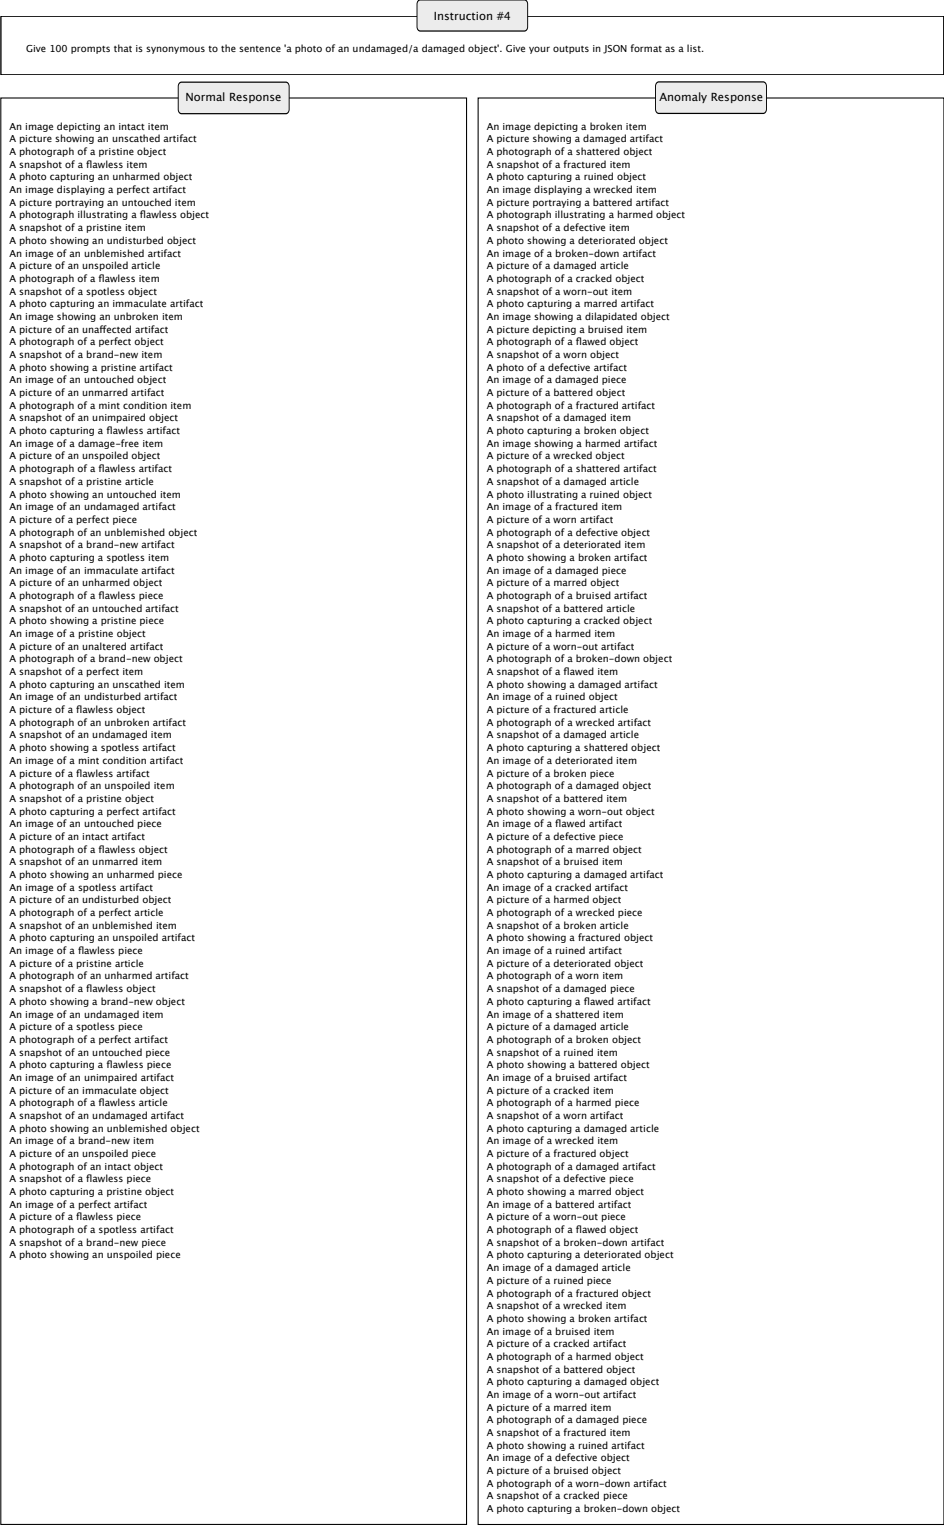 Instruction #4
Give 100 prompts that is synonymous to the sentence 'a photo of an undamaged/a damaged object'. Give your outputs in JSON format as a list.
Normal Response
An image depicting an intact item
A picture showing an unscathed artifact
A photograph of a pristine object
A snapshot of a flawless item
A photo capturing an unharmed object
An image displaying a perfect artifact
A picture portraying an untouched item
A photograph illustrating a flawless object
A snapshot of a pristine item
A photo showing an undisturbed object
An image of an unblemished artifact
A picture of an unspoiled article
A photograph of a flawless item
A snapshot of a spotless object
A photo capturing an immaculate artifact
An image showing an unbroken item
A picture of an unaffected artifact
A photograph of a perfect object
A snapshot of a brand-new item
A photo showing a pristine artifact
An image of an untouched object
A picture of an unmarred artifact
A photograph of a mint condition item
A snapshot of an unimpaired object
A photo capturing a flawless artifact
An image of a damage-free item
A picture of an unspoiled object
A photograph of a flawless artifact
A snapshot of a pristine article
A photo showing an untouched item
An image of an undamaged artifact
A picture of a perfect piece
A photograph of an unblemished object
A snapshot of a brand-new artifact
A photo capturing a spotless item
An image of an immaculate artifact
A picture of an unharmed object
A photograph of a flawless piece
A snapshot of an untouched artifact
A photo showing a pristine piece
An image of a pristine object
A picture of an unaltered artifact
A photograph of a brand-new object
A snapshot of a perfect item
A photo capturing an unscathed item
An image of an undisturbed artifact
A picture of a flawless object
A photograph of an unbroken artifact
A snapshot of an undamaged item
A photo showing a spotless artifact
An image of a mint condition artifact
A picture of a flawless artifact
A photograph of an unspoiled item
A snapshot of a pristine object
A photo capturing a perfect artifact
An image of an untouched piece
A picture of an intact artifact
A photograph of a flawless object
A snapshot of an unmarred item
A photo showing an unharmed piece
An image of a spotless artifact
A picture of an undisturbed object
A photograph of a perfect article
A snapshot of an unblemished item
A photo capturing an unspoiled artifact
An image of a flawless piece
A picture of a pristine article
A photograph of an unharmed artifact
A snapshot of a flawless object
A photo showing a brand-new object
An image of an undamaged item
A picture of a spotless piece
A photograph of a perfect artifact
A snapshot of an untouched piece
A photo capturing a flawless piece
An image of an unimpaired artifact
A picture of an immaculate object
A photograph of a flawless article
A snapshot of an undamaged artifact
A photo showing an unblemished object
An image of a brand-new item
A picture of an unspoiled piece
A photograph of an intact object
A snapshot of a flawless piece
A photo capturing a pristine object
An image of a perfect artifact
A picture of a flawless piece
A photograph of a spotless artifact
A snapshot of a brand-new piece
A photo showing an unspoiled piece
Anomaly Response
An image depicting a broken item
A picture showing a damaged artifact
A photograph of a shattered object
A snapshot of a fractured item
A photo capturing a ruined object
An image displaying a wrecked item
A picture portraying a battered artifact
A photograph illustrating a harmed object
A snapshot of a defective item
A photo showing a deteriorated object
An image of a broken-down artifact
A picture of a damaged article
A photograph of a cracked object
A snapshot of a worn-out item
A photo capturing a marred artifact
An image showing a dilapidated object
A picture depicting a bruised item
A photograph of a flawed object
A snapshot of a worn object
A photo of a defective artifact
An image of a damaged piece
A picture of a battered object
A photograph of a fractured artifact
A snapshot of a damaged item
A photo capturing a broken object
An image showing a harmed artifact
A picture of a wrecked object
A photograph of a shattered artifact
A snapshot of a damaged article
A photo illustrating a ruined object
An image of a fractured item
A picture of a worn artifact
A photograph of a defective object
A snapshot of a deteriorated item
A photo showing a broken artifact
An image of a damaged piece
A picture of a marred object
A photograph of a bruised artifact
A snapshot of a battered article
A photo capturing a cracked object
An image of a harmed item
A picture of a worn-out artifact
A photograph of a broken-down object
A snapshot of a flawed item
A photo showing a damaged artifact
An image of a ruined object
A picture of a fractured article
A photograph of a wrecked artifact
A snapshot of a damaged article
A photo capturing a shattered object
An image of a deteriorated item
A picture of a broken piece
A photograph of a damaged object
A snapshot of a battered item
A photo showing a worn-out object
An image of a flawed artifact
A picture of a defective piece
A photograph of a marred object
A snapshot of a bruised item
A photo capturing a damaged artifact
An image of a cracked artifact
A picture of a harmed object
A photograph of a wrecked piece
A snapshot of a broken article
A photo showing a fractured object
An image of a ruined artifact
A picture of a deteriorated object
A photograph of a worn item
A snapshot of a damaged piece
A photo capturing a flawed artifact
An image of a shattered item
A picture of a damaged article
A photograph of a broken object
A snapshot of a ruined item
A photo showing a battered object
An image of a bruised artifact
A picture of a cracked item
A photograph of a harmed piece
A snapshot of a worn artifact
A photo capturing a damaged article
An image of a wrecked item
A picture of a fractured object
A photograph of a damaged artifact
A snapshot of a defective piece
A photo showing a marred object
An image of a battered artifact
A picture of a worn-out piece
A photograph of a flawed object
A snapshot of a broken-down artifact
A photo capturing a deteriorated object
An image of a damaged article
A picture of a ruined piece
A photograph of a fractured object
A snapshot of a wrecked item
A photo showing a broken artifact
An image of a bruised item
A picture of a cracked artifact
A photograph of a harmed object
A snapshot of a battered object
A photo capturing a damaged object
An image of a worn-out artifact
A picture of a marred item
A photograph of a damaged piece
A snapshot of a fractured item
A photo showing a ruined artifact
An image of a defective object
A picture of a bruised object
A photograph of a worn-down artifact
A snapshot of a cracked piece
A photo capturing a broken-down object